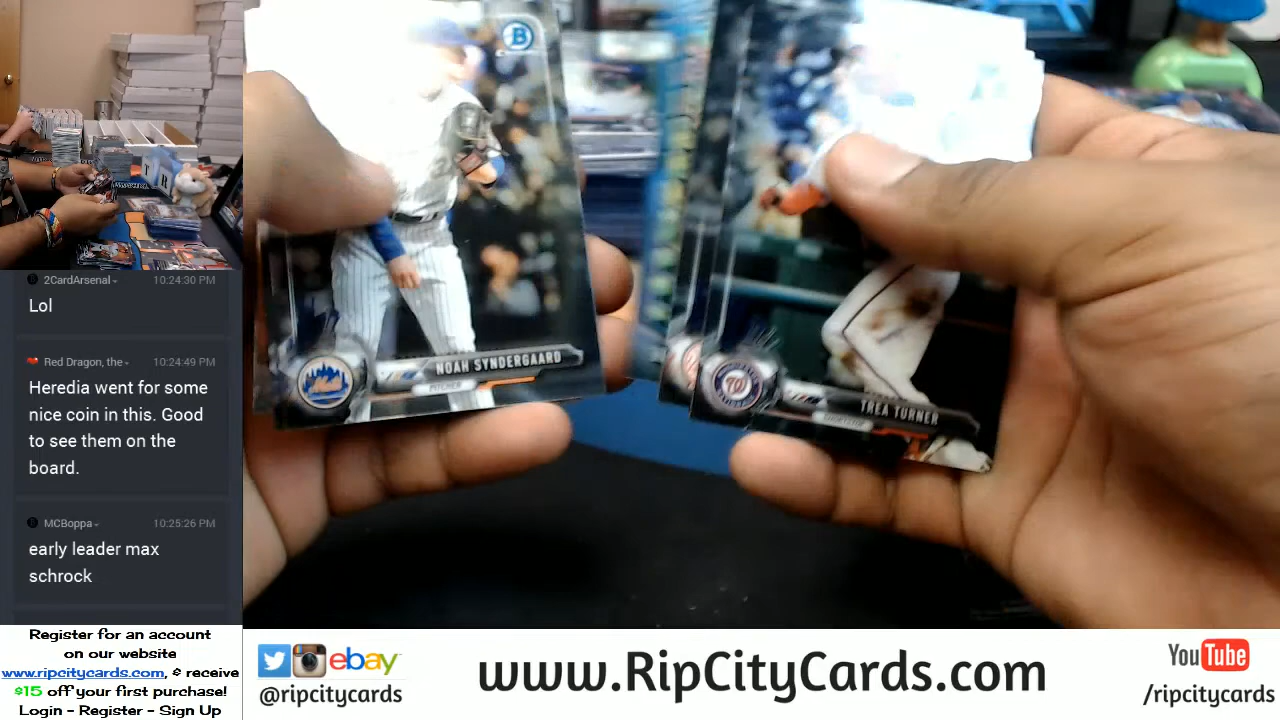 2CardArsenal 10:24:30 PM
Lol
Red Dragon, the 10:24:49 PM
Heredia went for some
nice coin in this. Good
to see them on the
board.
MCBoppa 10:25:26 PM
early leader max
schrock
Register for an account
on our website
www.ripcitycards.com, & receive
$15 off your first purchase!
Login - Register - Sign Up
B
Mets
NOAH SYNDERGAARD
PITCHER
W
TREA TURNER
ebay
@ripcitycards
www.RipCityCards.com
YouTube
/ripcitycards